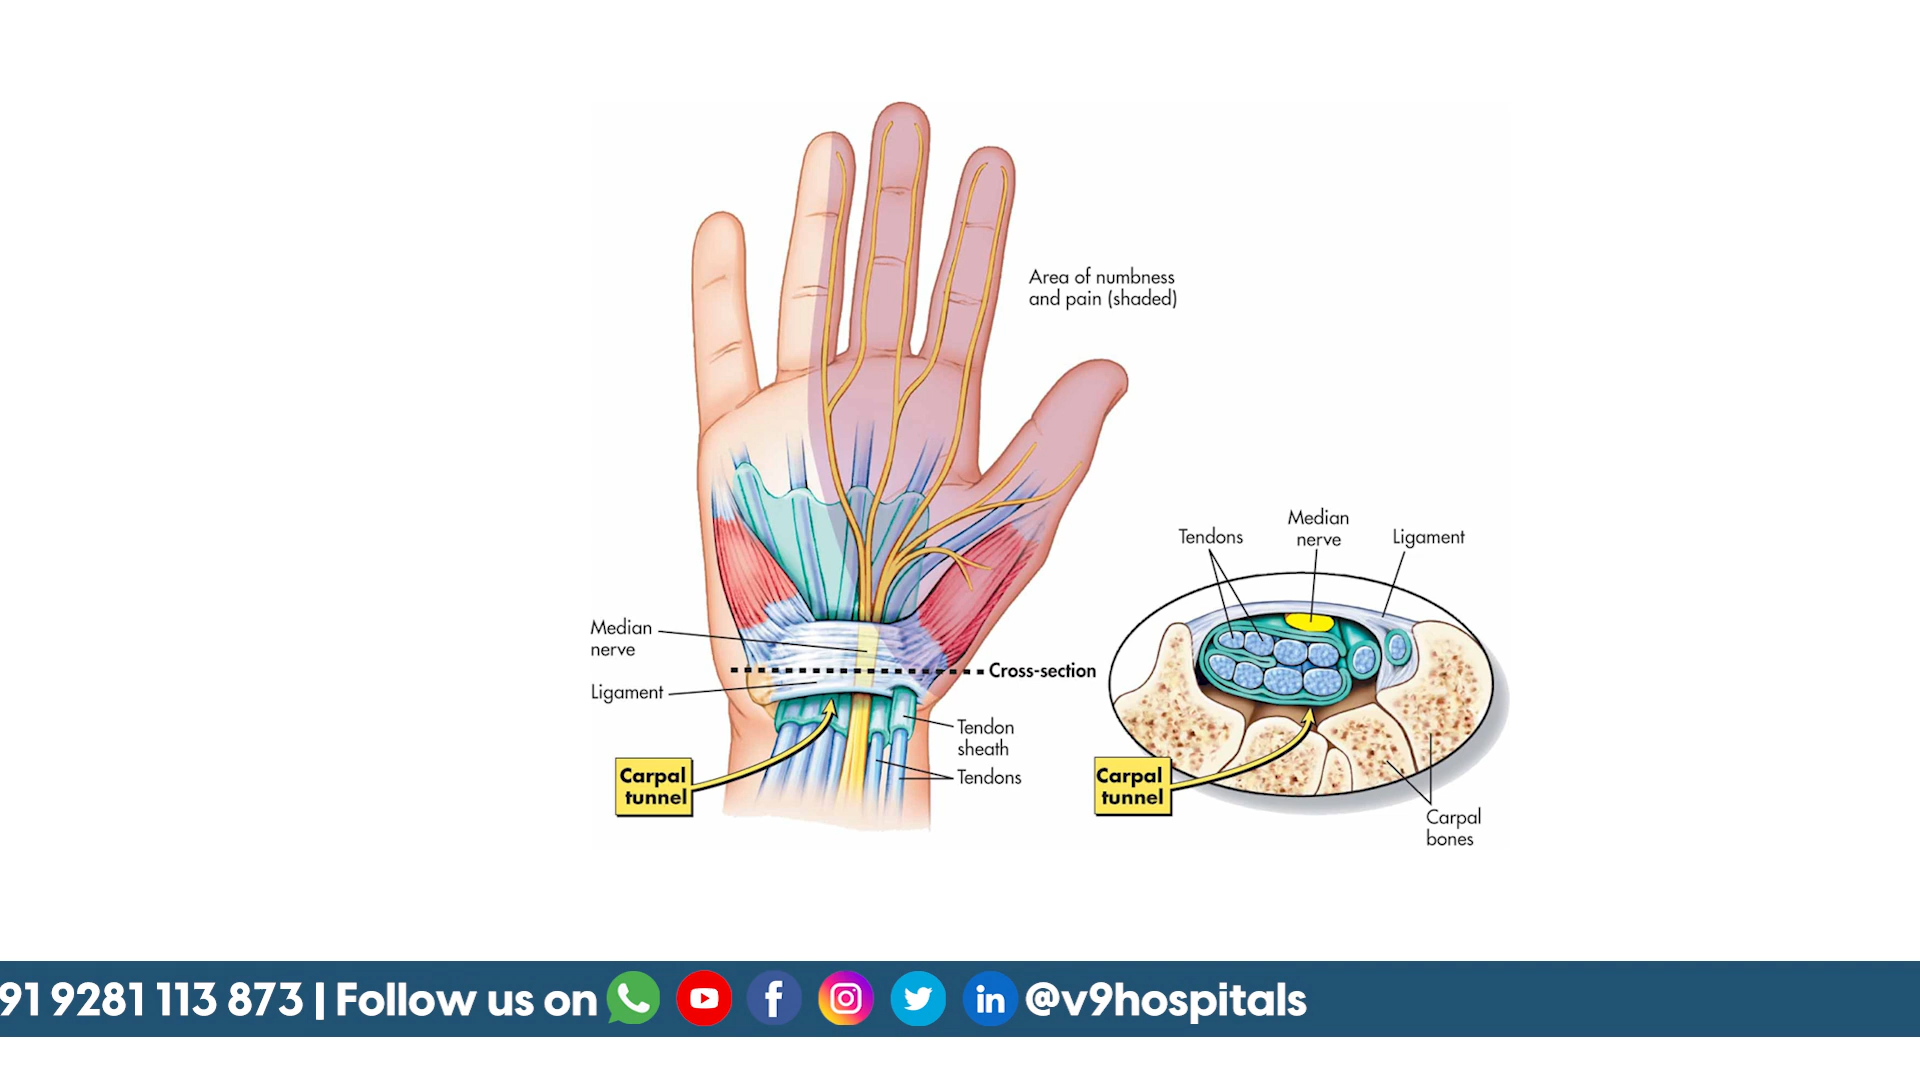 Area of numbness
and pain (shaded)
Median
nerve
Ligament
Cross-section
Tendon
sheath
Tendons
Carpal
tunnel
Tendons
Median
nerve
Ligament
Carpal
tunnel
Carpal
bones
91 9281 113 873 | Follow us on @v9hospitals